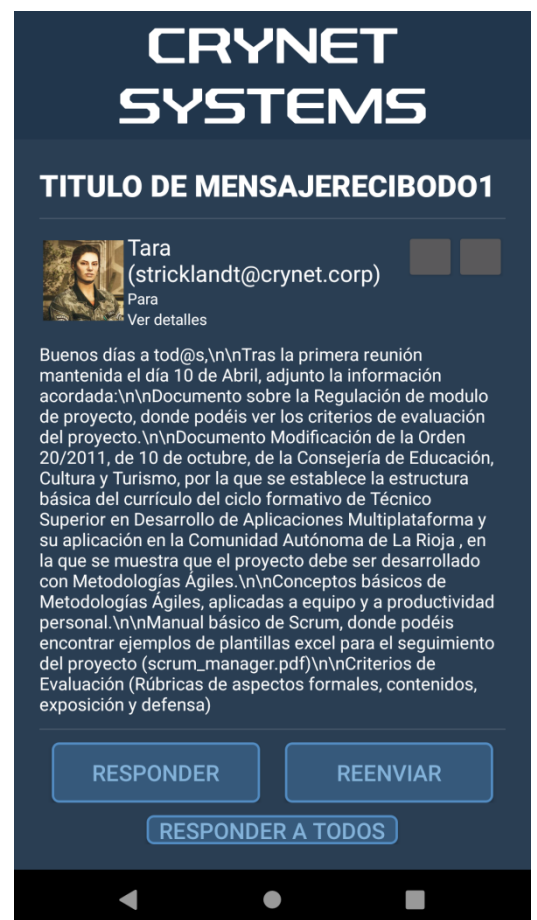 CRYNET
SYSTEMS
TITULO DE MENSAJERECIBODO1
Tara
(stricklandt@crynet.corp)
Para
Ver detalles
Buenos días a tod@s,\n\nTras la primera reunión
mantenida el día 10 de Abril, adjunto la información
acordada:\n\nDocumento sobre la Regulación de modulo
de proyecto, donde podéis ver los criterios de evaluación
del proyecto.\n\nDocumento Modificación de la Orden
20/2011, de 10 de octubre, de la Consejería de Educación,
Cultura y Turismo, por la que se establece la estructura
básica del currículo del ciclo formativo de Técnico
Superior en Desarrollo de Aplicaciones Multiplataforma y
su aplicación en la Comunidad Autónoma de La Rioja , en
la que se muestra que el proyecto debe ser desarrollado
con Metodologías Ágiles.\n\nConceptos básicos de
Metodologías Ágiles, aplicadas a equipo y a productividad
personal.\n\nManual básico de Scrum, donde podéis
encontrar ejemplos de plantillas excel para el seguimiento
del proyecto (scrum_manager.pdf)\n\nCriterios de
Evaluación (Rúbricas de aspectos formales, contenidos,
exposición y defensa)
RESPONDER
REENVIAR
RESPONDER A TODOS